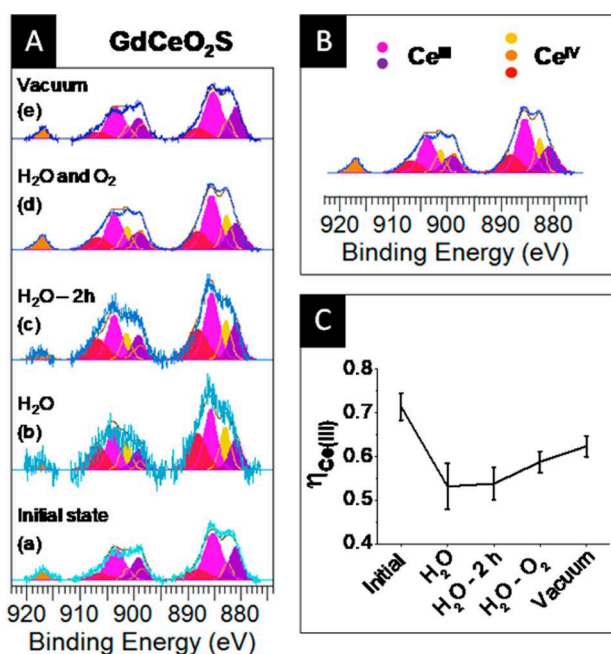 A
GdCeO₂S
Vacuum
(e)
H₂O and O₂
(d)
H₂O – 2h
(c)
H₂O
(b)
Initial state
(a)
920 910 900 890 880
Binding Energy (eV)
B
Ceᴵᴵᴵ
Ceᴵⱽ
920 910 900 890 880
Binding Energy (eV)
C
0.8
0.7
0.6
0.5
0.4
ηCe(III)
Initial
H₂O
H₂O - 2 h
H₂O - O₂
Vacuum